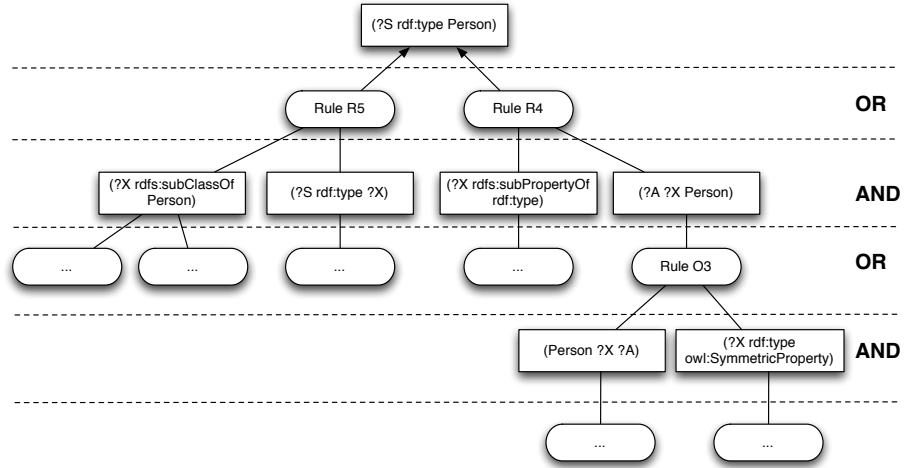 (?S rdf:type Person)
Rule R5
Rule R4
OR
(?X rdfs:subClassOf
Person)
(?S rdf:type ?X)
(?X rdfs:subPropertyOf
rdf:type)
(?A ?X Person)
AND
...
...
...
...
Rule O3
OR
(Person ?X ?A)
(?X rdf:type
owl:SymmetricProperty)
AND
...
...